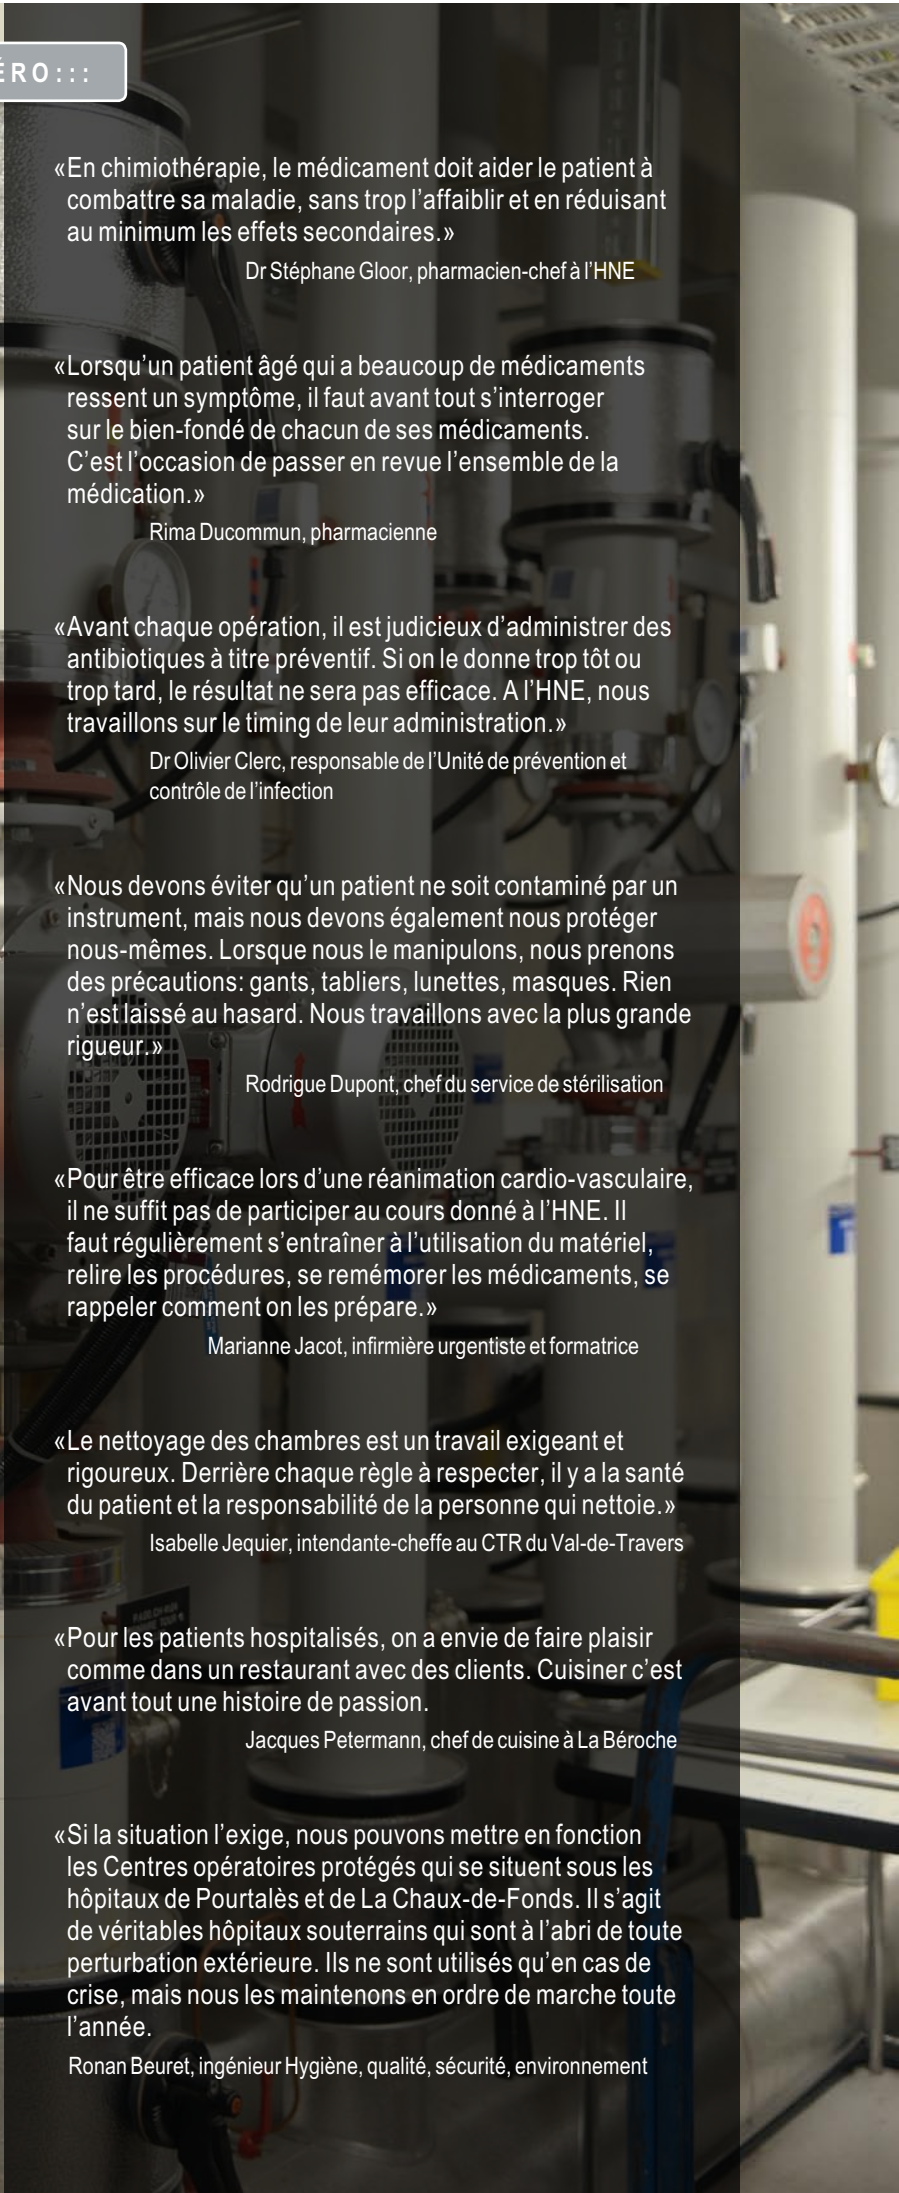 ÉRO:::
«En chimiothérapie, le médicament doit aider le patient à
combattre sa maladie, sans trop l’affaiblir et en réduisant
au minimum les effets secondaires.»
Dr Stéphane Gloor, pharmacien-chef à l’HNE
«Lorsqu’un patient âgé qui a beaucoup de médicaments
ressent un symptôme, il faut avant tout s’interroger
sur le bien-fondé de chacun de ses médicaments.
C’est l’occasion de passer en revue l’ensemble de la
médication.»
Rima Ducommun, pharmacienne
«Avant chaque opération, il est judicieux d’administrer des
antibiotiques à titre préventif. Si on le donne trop tôt ou
trop tard, le résultat ne sera pas efficace. A l’HNE, nous
travaillons sur le timing de leur administration.»
Dr Olivier Clerc, responsable de l’Unité de prévention et
contrôle de l’infection
«Nous devons éviter qu’un patient ne soit contaminé par un
instrument, mais nous devons également nous protéger
nous-mêmes. Lorsque nous le manipulons, nous prenons
des précautions: gants, tabliers, lunettes, masques. Rien
n’est laissé au hasard. Nous travaillons avec la plus grande
rigueur.»
Rodrigue Dupont, chef du service de stérilisation
«Pour être efficace lors d’une réanimation cardio-vasculaire,
il ne suffit pas de participer au cours donné à l’HNE. Il
faut régulièrement s’entraîner à l’utilisation du matériel,
relire les procédures, se remémorer les médicaments, se
rappeler comment on les prépare.»
Marianne Jacot, infirmière urgentiste et formatrice
«Le nettoyage des chambres est un travail exigeant et
rigoureux. Derrière chaque règle à respecter, il y a la santé
du patient et la responsabilité de la personne qui nettoie.»
Isabelle Jequier, intendante-cheffe au CTR du Val-de-Travers
«Pour les patients hospitalisés, on a envie de faire plaisir
comme dans un restaurant avec des clients. Cuisiner c’est
avant tout une histoire de passion.
Jacques Petermann, chef de cuisine à La Béroche
«Si la situation l’exige, nous pouvons mettre en fonction
les Centres opératoires protégés qui se situent sous les
hôpitaux de Pourtalès et de La Chaux-de-Fonds. Il s’agit
de véritables hôpitaux souterrains qui sont à l’abri de toute
perturbation extérieure. Ils ne sont utilisés qu’en cas de
crise, mais nous les maintenons en ordre de marche toute
l’année.
Ronan Beuret, ingénieur Hygiène, qualité, sécurité, environnement